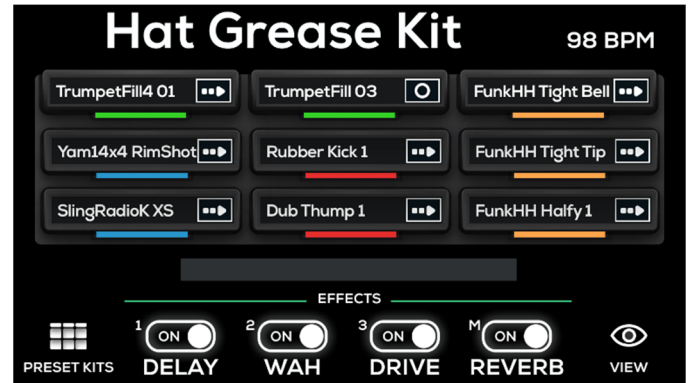 Hat Grease Kit
98 BPM
TrumpetFill4 01
TrumpetFill 03
FunkHH Tight Bell
Yam14x4 RimShot
Rubber Kick 1
FunkHH Tight Tip
SlingRadioK XS
Dub Thump 1
FunkHH Halfy 1
EFFECTS
1 ON
2 ON
3 ON
M ON
PRESET KITS
DELAY
WAH
DRIVE
REVERB
VIEW